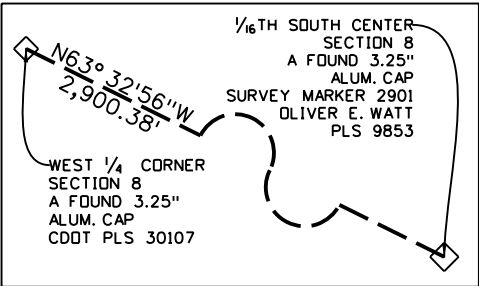 1/16TH SOUTH CENTER
SECTION 8
A FOUND 3.25"
ALUM. CAP
SURVEY MARKER 2901
OLIVER E. WATT
PLS 9853
N63° 32'56"W
2,900.38'
WEST 1/4 CORNER
SECTION 8
A FOUND 3.25"
ALUM. CAP
CDOT PLS 30107